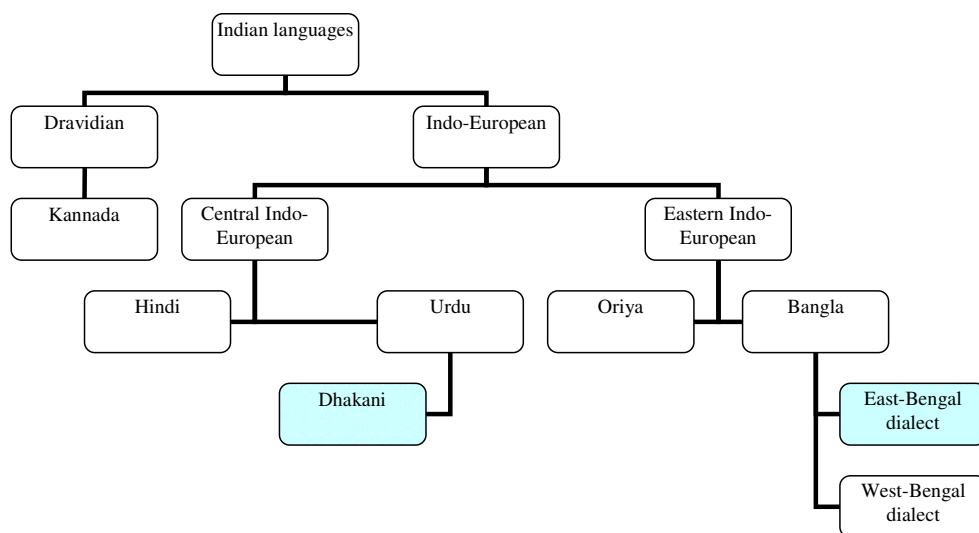 Indian languages
Dravidian
Indo-European
Kannada
Central Indo-
European
Eastern Indo-
European
Hindi
Urdu
Oriya
Bangla
Dhakani
East-Bengal
dialect
West-Bengal
dialect